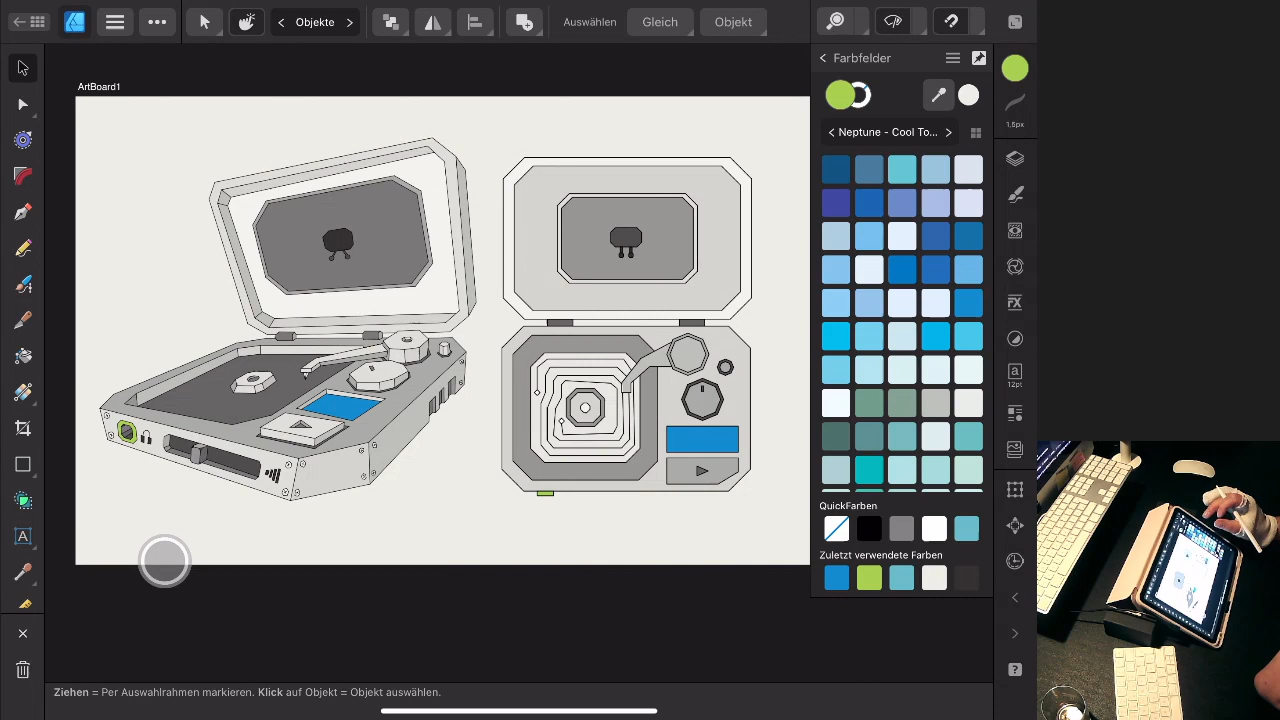 Objekte
Auswählen
Gleich
Objekt
ArtBoard1
Farbfelder
1,5px
Neptune - Cool To...
FX
a
12pt
A
QuickFarben
Zuletzt verwendete Farben
?
Ziehen = Per Auswahlrahmen markieren. Klick auf Objekt = Objekt auswählen.